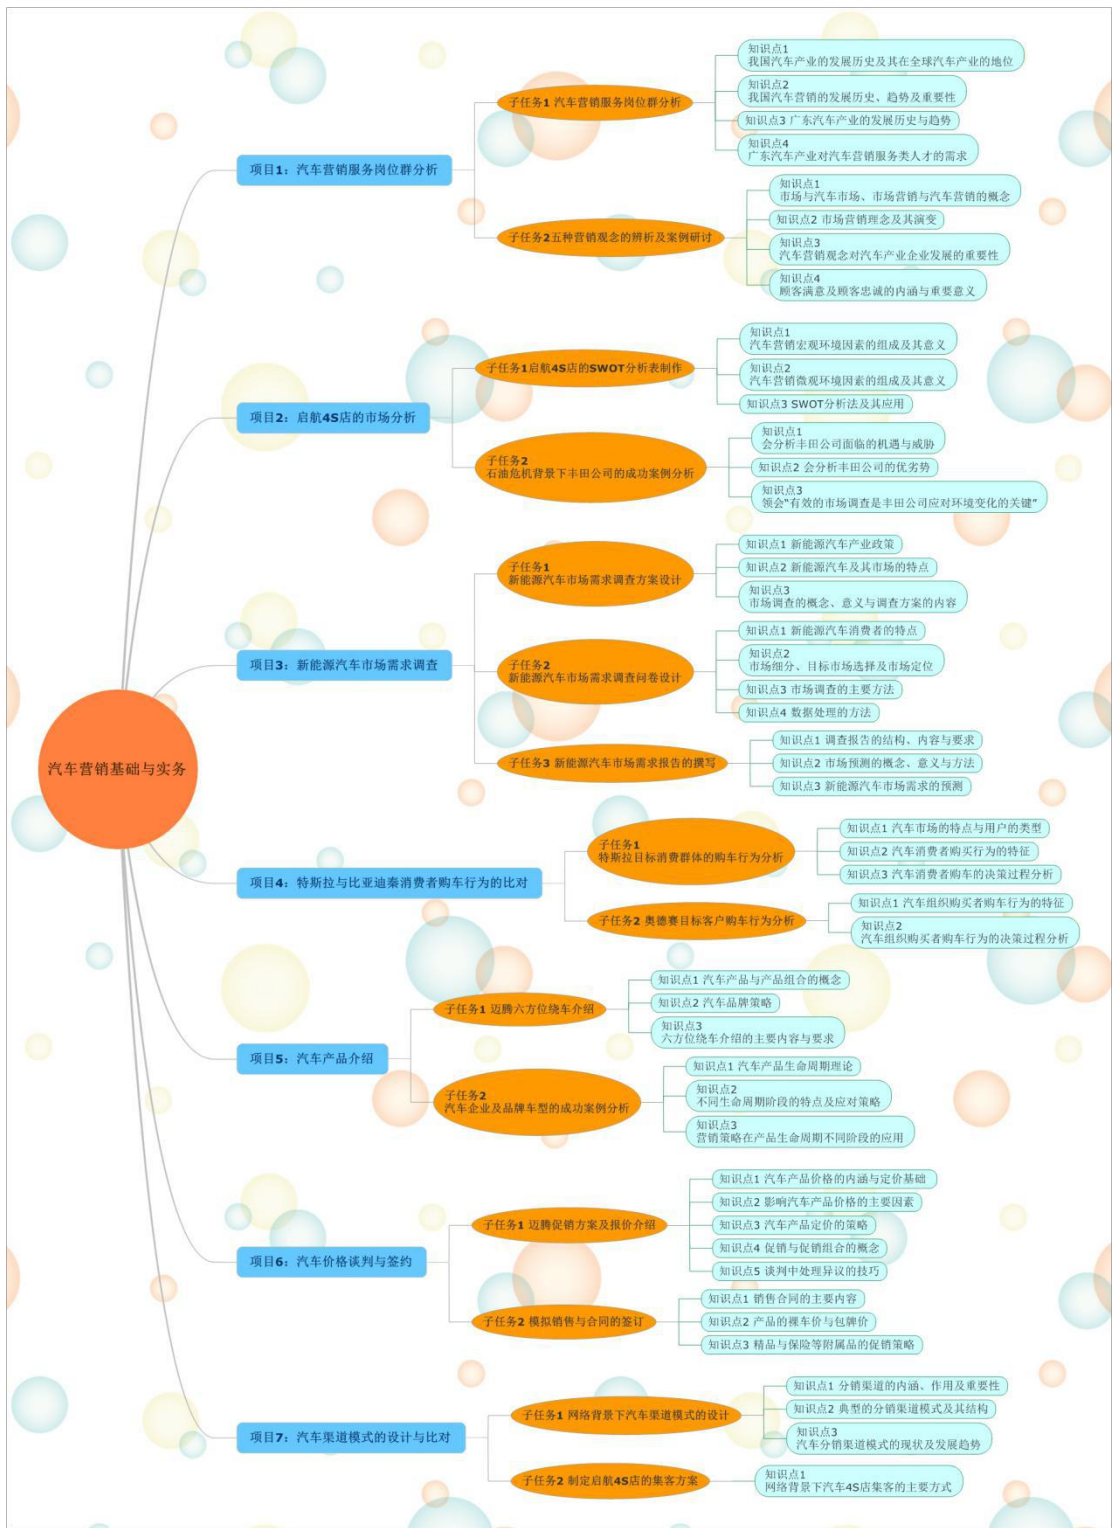 汽车营销基础与实务
项目1：汽车营销服务岗位群分析
子任务1 汽车营销服务岗位群分析
知识点1
我国汽车产业的发展历史及其在全球汽车产业的地位
知识点2
我国汽车营销的发展历史、趋势及重要性
知识点3 广东汽车产业的发展历史与趋势
知识点4
广东汽车产业对汽车营销服务类人才的需求
子任务2五种营销观念的辨析及案例研讨
知识点1
市场与汽车市场、市场营销与汽车营销的概念
知识点2 市场营销理念及其演变
知识点3
汽车营销观念对汽车产业企业发展的重要性
知识点4
顾客满意及顾客忠诚的内涵与重要意义
项目2：启航4S店的市场分析
子任务1启航4S店的SWOT分析表制作
知识点1
汽车营销宏观环境因素的组成及其意义
知识点2
汽车营销微观环境因素的组成及其意义
知识点3 SWOT分析法及其应用
子任务2
石油危机背景下丰田公司的成功案例分析
知识点1
会分析丰田公司面临的机遇与威胁
知识点2 会分析丰田公司的优劣势
知识点3
领会“有效的市场调查是丰田公司应对环境变化的关键”
项目3：新能源汽车市场需求调查
子任务1
新能源汽车市场需求调查方案设计
知识点1 新能源汽车产业政策
知识点2 新能源汽车及其市场的特点
知识点3
市场调查的概念、意义与调查方案的内容
子任务2
新能源汽车市场需求调查问卷设计
知识点1 新能源汽车消费者的特点
知识点2
市场细分、目标市场选择及市场定位
知识点3 市场调查的主要方法
知识点4 数据处理的方法
子任务3 新能源汽车市场需求报告的撰写
知识点1 调查报告的结构、内容与要求
知识点2 市场预测的概念、意义与方法
知识点3 新能源汽车市场需求的预测
项目4：特斯拉与比亚迪秦消费者购车行为的比对
子任务1
特斯拉目标消费群体的购车行为分析
知识点1 汽车市场的特点与用户的类型
知识点2 汽车消费者购买行为的特征
知识点3 汽车消费者购车的决策过程分析
子任务2 奥德赛目标客户购车行为分析
知识点1 汽车组织购买者购车行为的特征
知识点2
汽车组织购买者购车行为的决策过程分析
项目5：汽车产品介绍
子任务1 迈腾六方位绕车介绍
知识点1 汽车产品与产品组合的概念
知识点2 汽车品牌策略
知识点3
六方位绕车介绍的主要内容与要求
子任务2
汽车企业及品牌车型的成功案例分析
知识点1 汽车产品生命周期理论
知识点2
不同生命周期阶段的特点及应对策略
知识点3
营销策略在产品生命周期不同阶段的应用
项目6：汽车价格谈判与签约
子任务1 迈腾促销方案及报价介绍
知识点1 汽车产品价格的内涵与定价基础
知识点2 影响汽车产品价格的主要因素
知识点3 汽车产品定价的策略
知识点4 促销与促销组合的概念
知识点5 谈判中处理异议的技巧
子任务2 模拟销售与合同的签订
知识点1 销售合同的主要内容
知识点2 产品的裸车价与包牌价
知识点3 精品与保险等附属品的促销策略
项目7：汽车渠道模式的设计与比对
子任务1 网络背景下汽车渠道模式的设计
知识点1 分销渠道的内涵、作用及重要性
知识点2 典型的分销渠道模式及其结构
知识点3
汽车分销渠道模式的现状及发展趋势
子任务2 制定启航4S店的集客方案
知识点1
网络背景下汽车4S店集客的主要方式